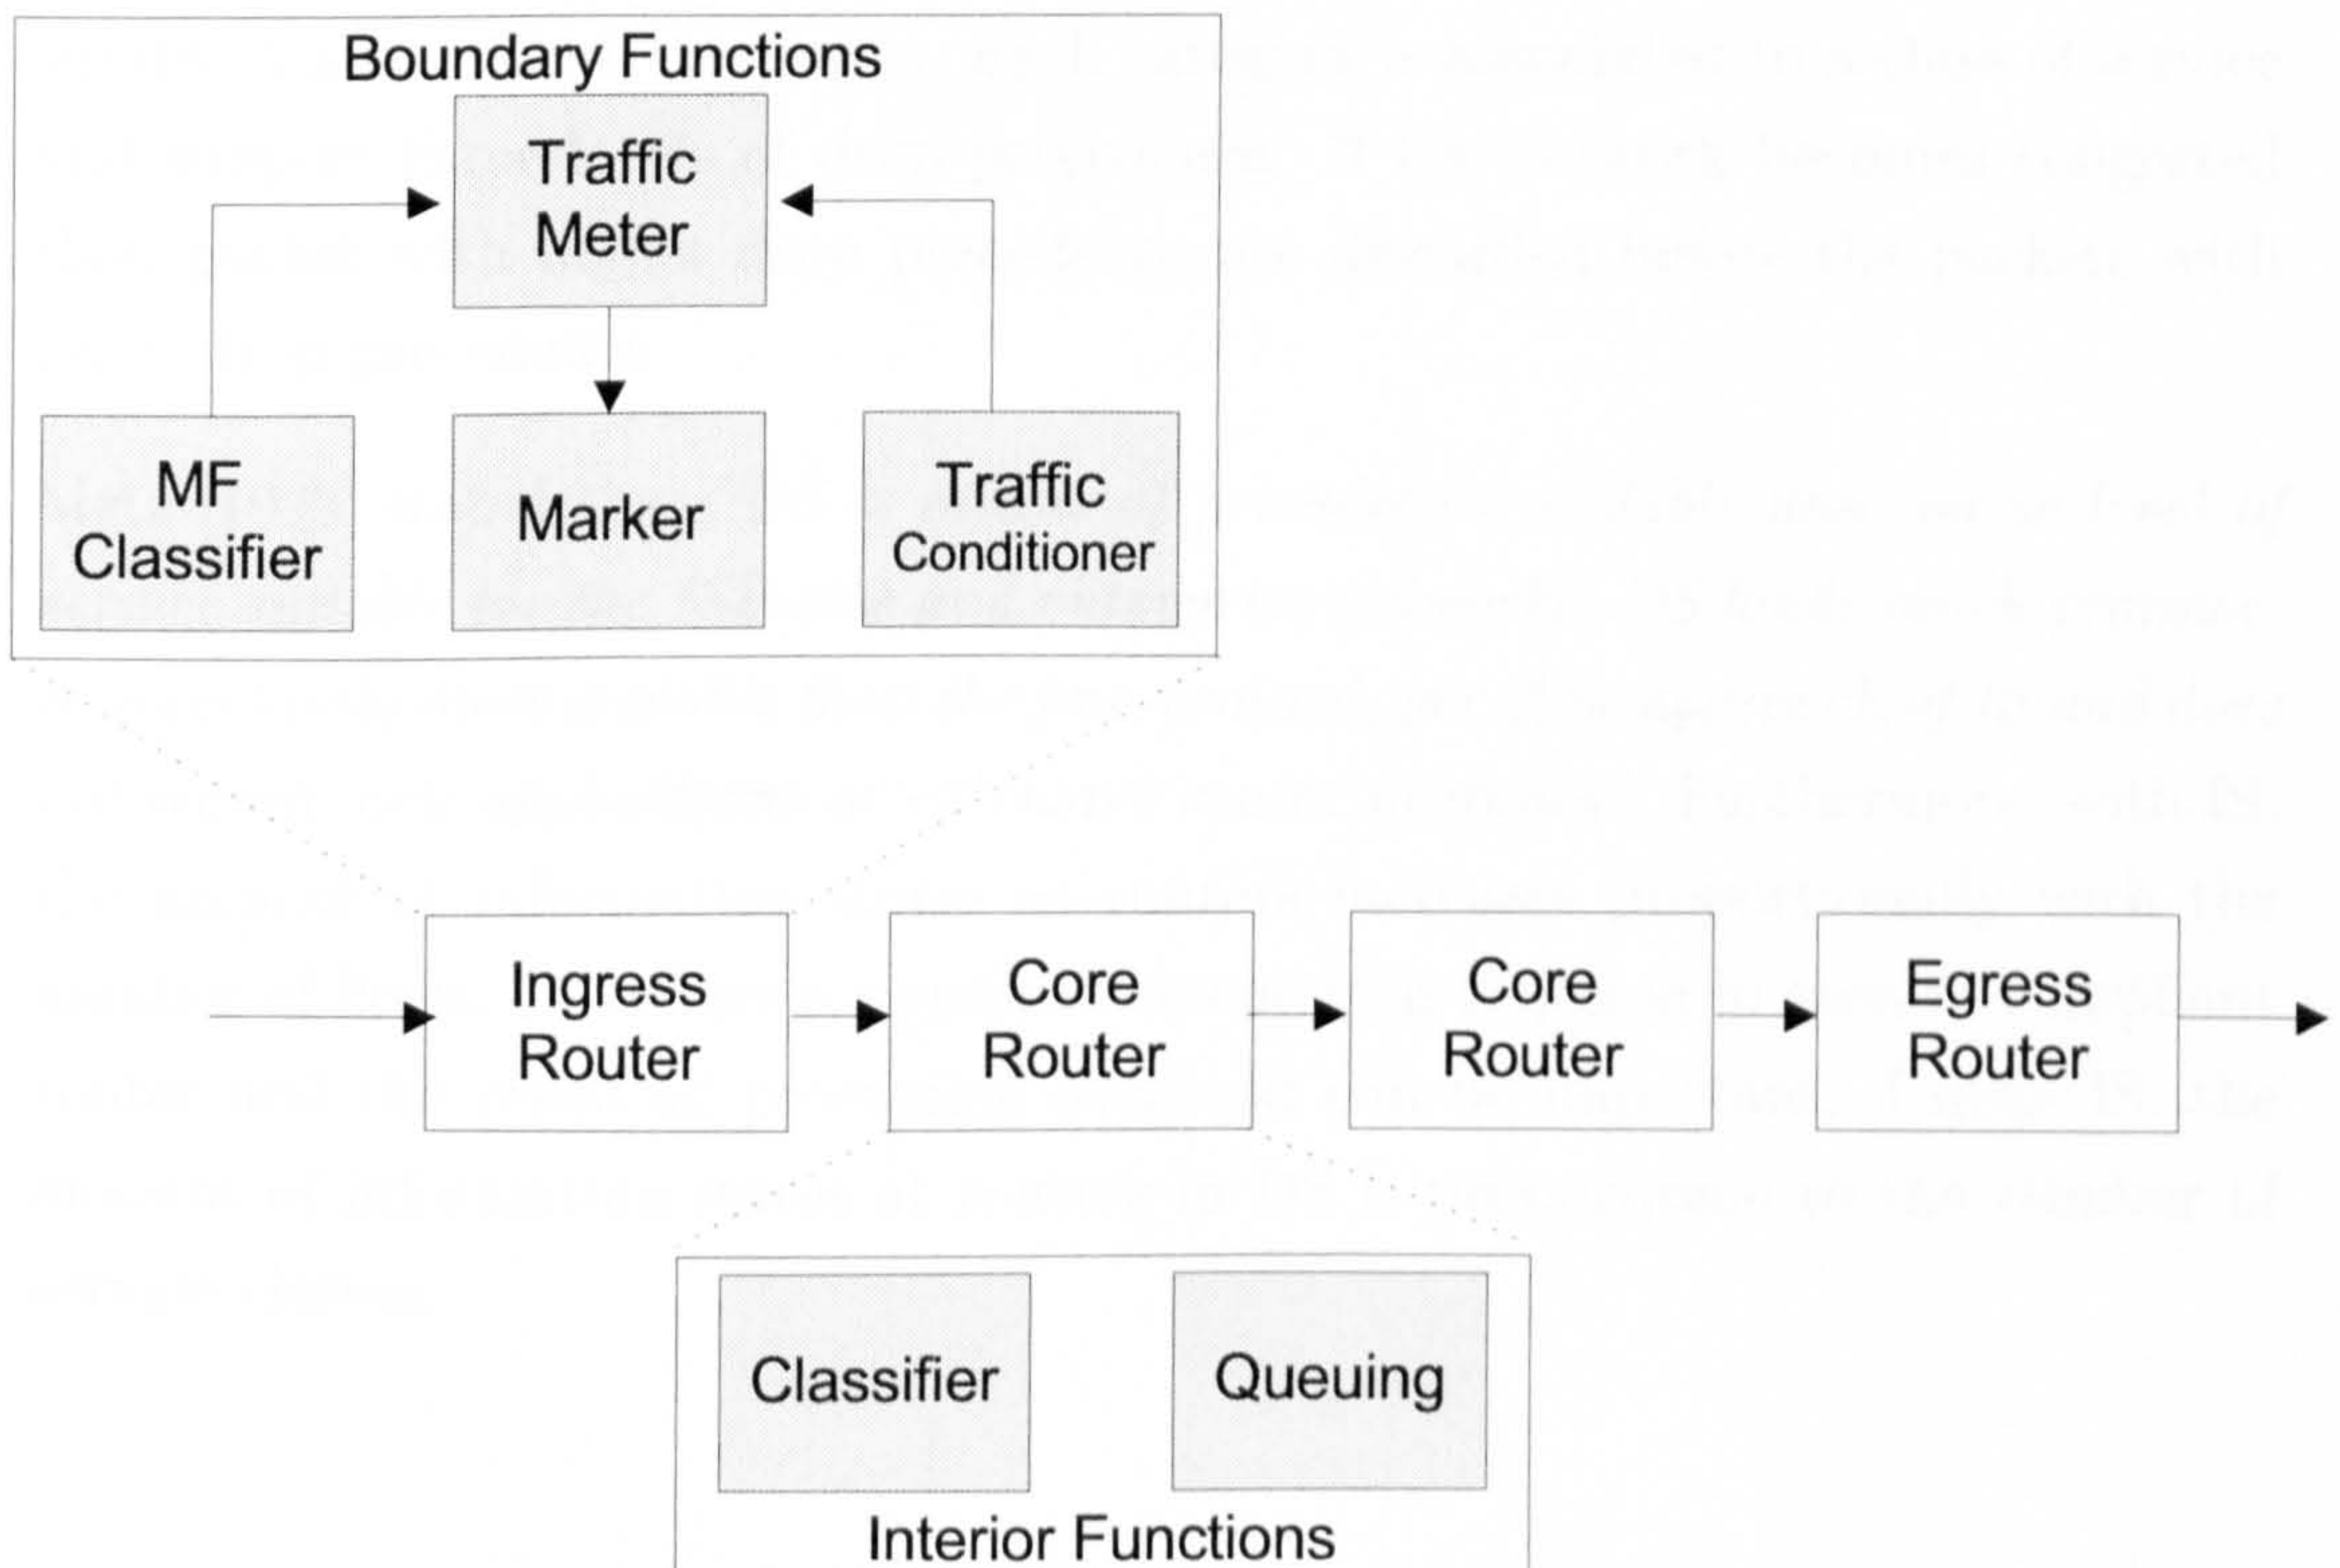 Boundary Functions
Traffic
Meter
MF
Classifier
Marker
Traffic
Conditioner
Ingress
Router
Core
Router
Core
Router
Egress
Router
Classifier
Queuing
Interior Functions